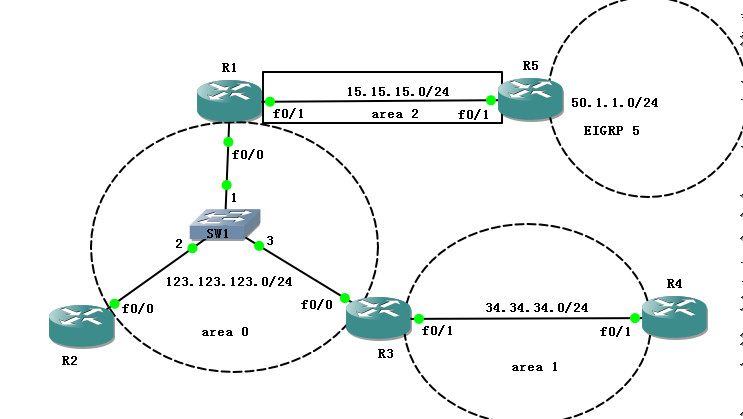 R1
R5
15.15.15.0/24
f0/1
area 2
f0/1
50.1.1.0/24
EIGRP 5
f0/0
1
SW1
2
3
123.123.123.0/24
f0/0
f0/0
area 0
R2
R3
f0/1
34.34.34.0/24
f0/1
R4
area 1